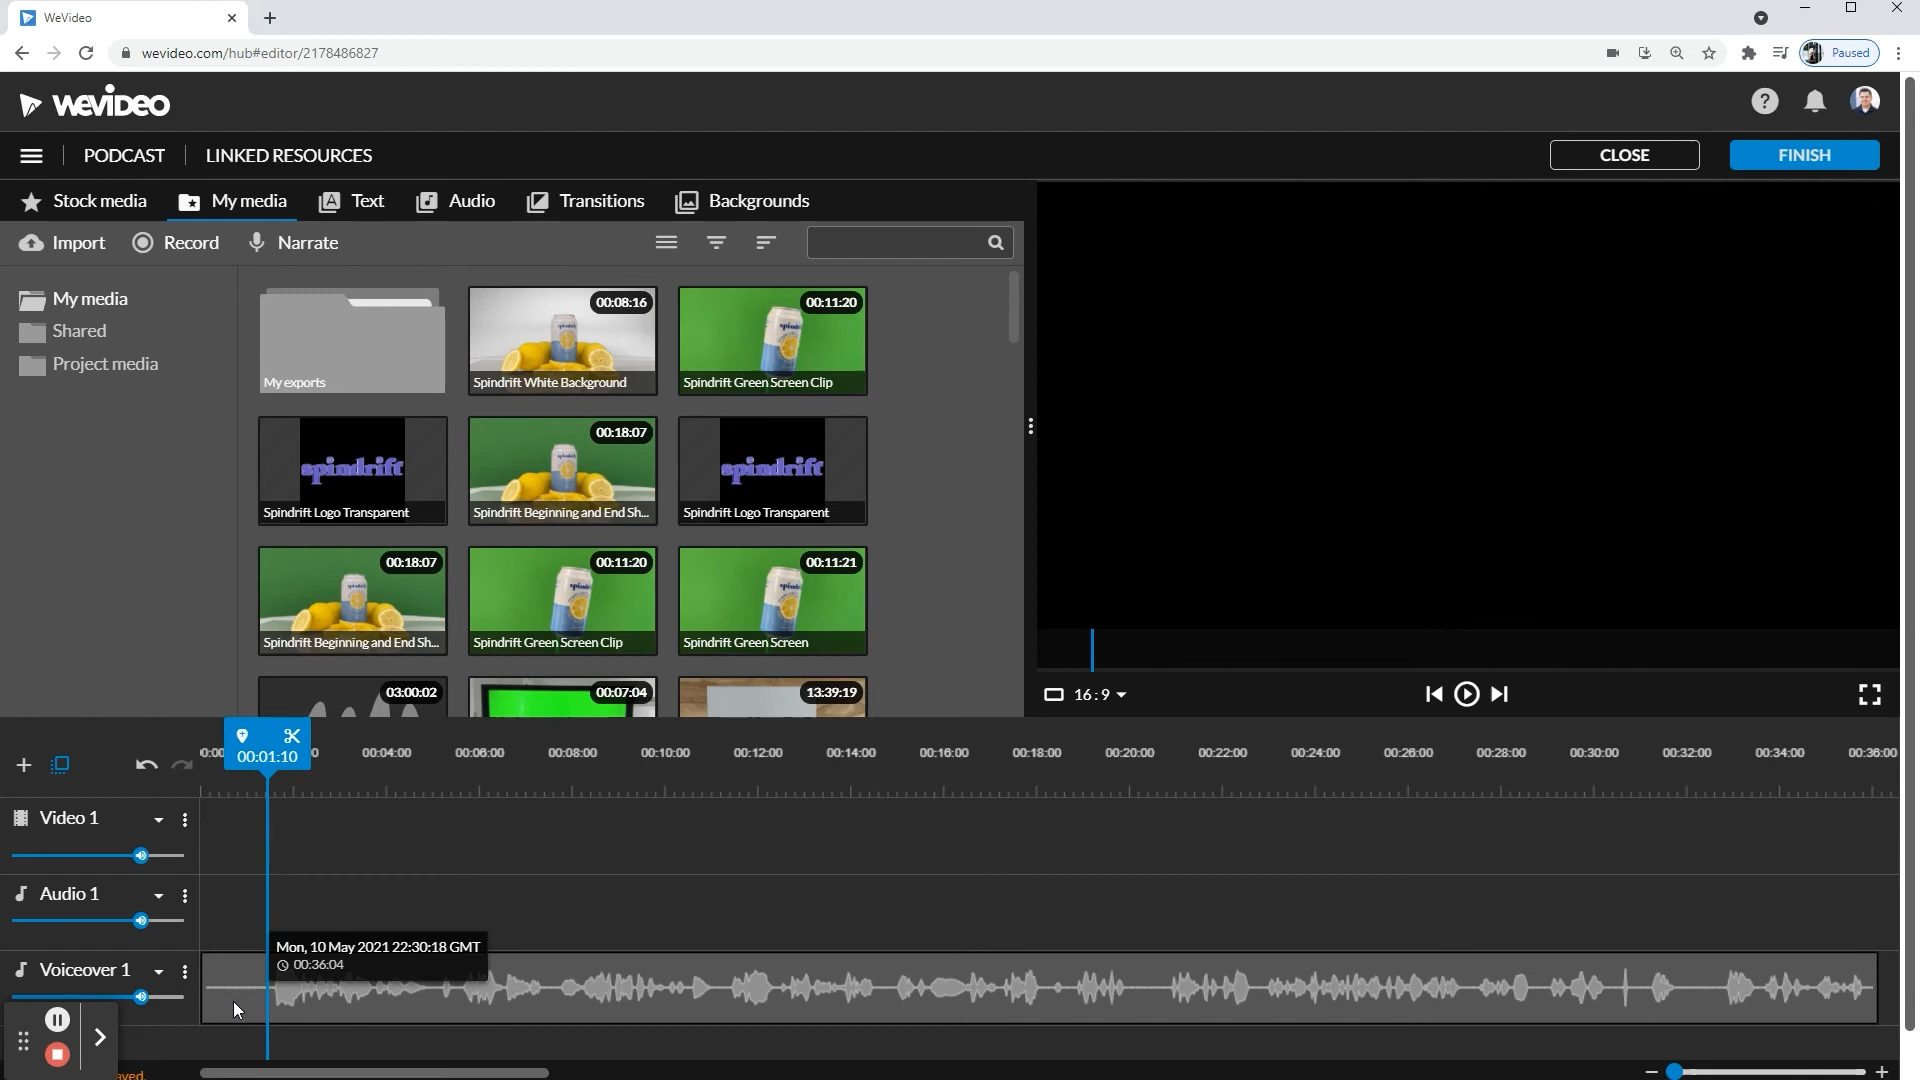 WeVideo
wevideo.com/hub#editor/2178486827
Paused
WEVIDEO
PODCAST
LINKED RESOURCES
CLOSE
FINISH
Stock media
My media
Text
Audio
Transitions
Backgrounds
Import
Record
Narrate
My media
Shared
Project media
My exports
00:08:16
Spindrift White Background
00:11:20
Spindrift Green Screen Clip
spindrift
Spindrift Logo Transparent
00:18:07
Spindrift Beginning and End Sh...
spindrift
Spindrift Logo Transparent
00:18:07
Spindrift Beginning and End Sh...
00:11:20
Spindrift Green Screen Clip
00:11:21
Spindrift Green Screen
03:00:02
00:07:04
13:39:19
16:9
00:01:10
00:04:00
00:06:00
00:08:00
00:10:00
00:12:00
00:14:00
00:16:00
00:18:00
00:20:00
00:22:00
00:24:00
00:26:00
00:28:00
00:30:00
00:32:00
00:34:00
00:36:00
Video 1
Audio 1
Voiceover 1
Mon, 10 May 2021 22:30:18 GMT
00:36:04